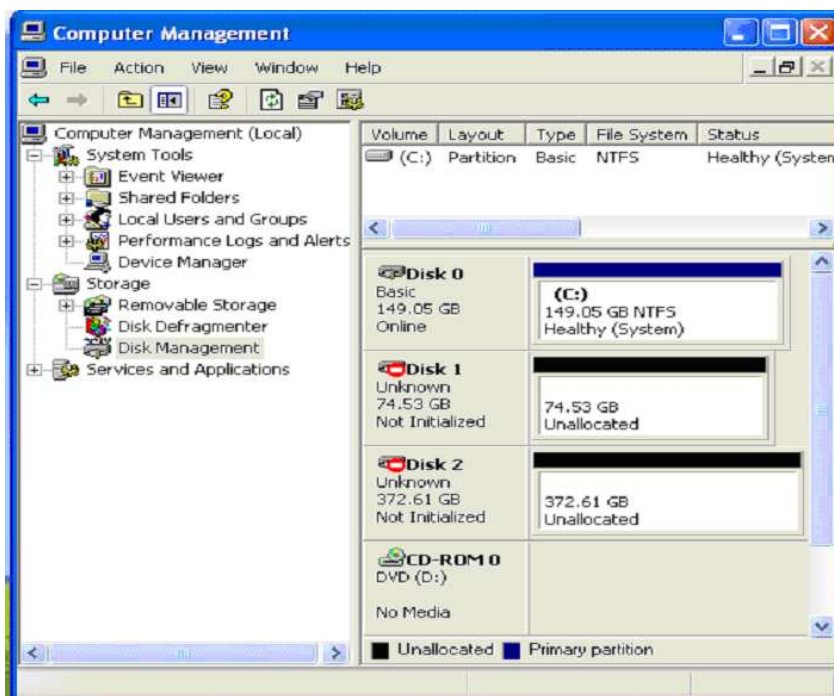 Computer Management
File Action View Window Help
Computer Management (Local)
System Tools
Event Viewer
Shared Folders
Local Users and Groups
Performance Logs and Alerts
Device Manager
Storage
Removable Storage
Disk Defragmenter
Disk Management
Services and Applications
Volume Layout Type File System Status
(C:) Partition Basic NTFS Healthy (System
Disk 0
Basic
149.05 GB
Online
(C:)
149.05 GB NTFS
Healthy (System)
Disk 1
Unknown
74.53 GB
Not Initialized
74.53 GB
Unallocated
Disk 2
Unknown
372.61 GB
Not Initialized
372.61 GB
Unallocated
CD-ROM 0
DVD (D:)
No Media
Unallocated Primary partition